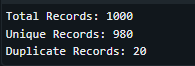 Total Records: 1000
Unique Records: 980
Duplicate Records: 20